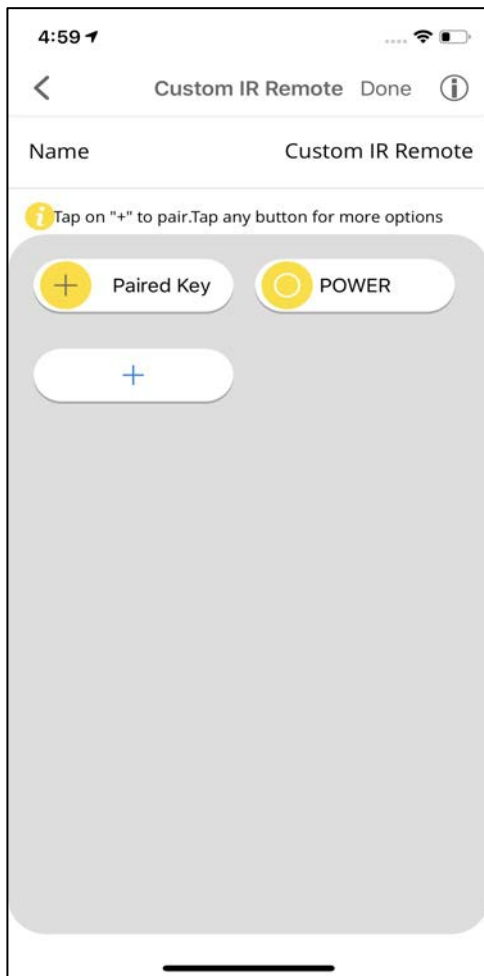 4:59
Custom IR Remote Done
Name Custom IR Remote
Tap on "+" to pair.Tap any button for more options
+ Paired Key POWER
+